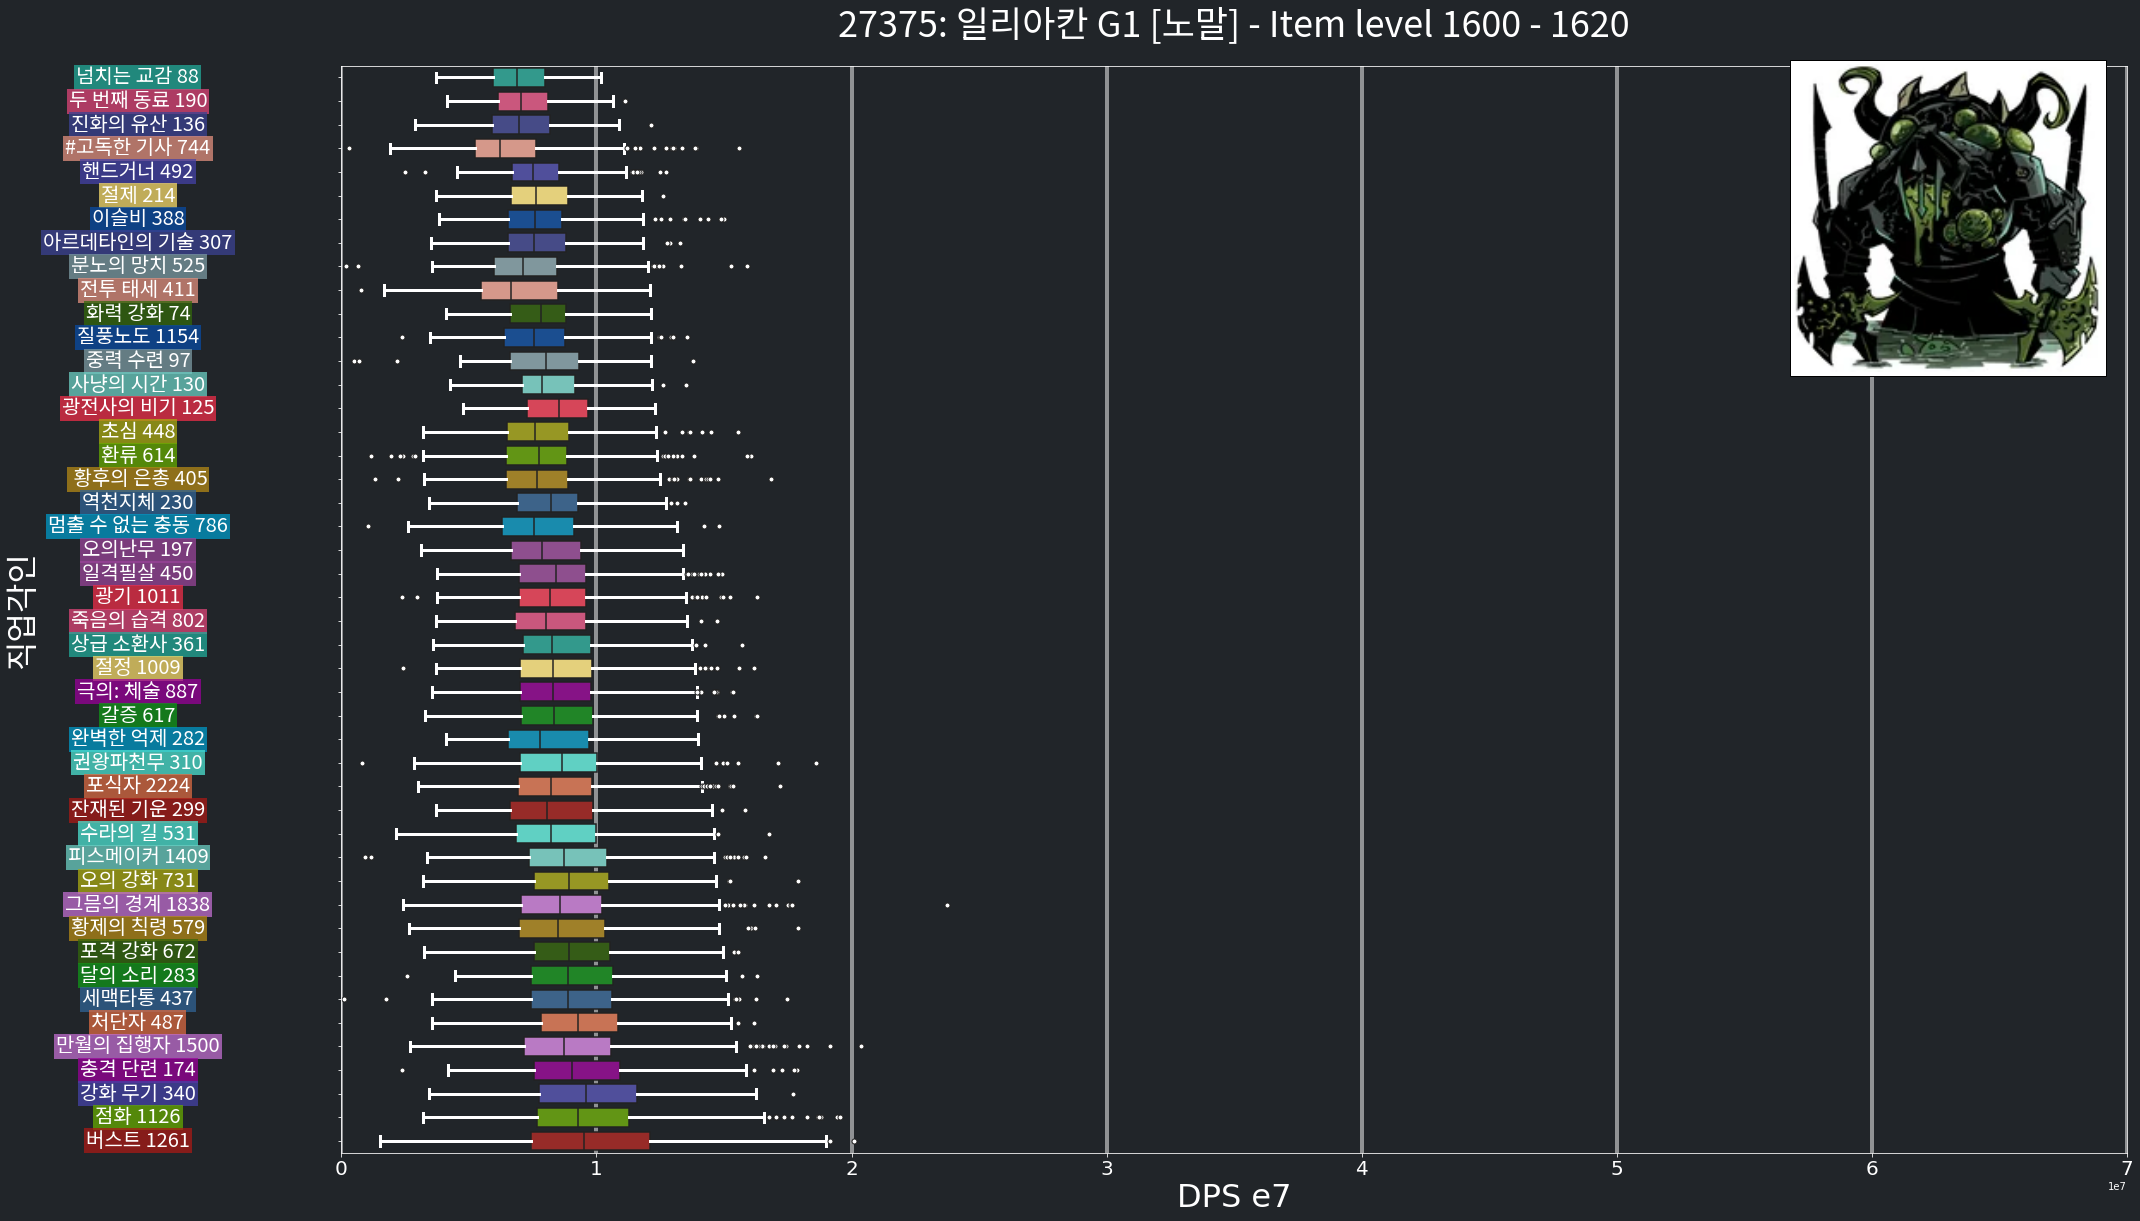 27375: 일리아칸 G1 [노말] - Item level 1600 - 1620
넘치는 교감 88
두 번째 동료 190
진화의 유산 136
#고독한 기사 744
핸드거너 492
절제 214
이슬비 388
아르데타인의 기술 307
분노의 망치 525
전투 태세 411
화력 강화 74
질풍노도 1154
중력 수련 97
사냥의 시간 130
광전사의 비기 125
초심 448
환류 614
황후의 은총 405
역천지체 230
멈출 수 없는 충동 786
오의난무 197
일격필살 450
광기 1011
죽음의 습격 802
상급 소환사 361
절정 1009
극의: 체술 887
갈증 617
완벽한 억제 282
권왕파천무 310
포식자 2224
잔재된 기운 299
수라의 길 531
피스메이커 1409
오의 강화 731
그믐의 경계 1838
황제의 칙령 579
포격 강화 672
달의 소리 283
세맥타통 437
처단자 487
만월의 집행자 1500
충격 단련 174
강화 무기 340
점화 1126
버스트 1261
직업각인
0 1 2 3 4 5 6 7
1e7
DPS e7